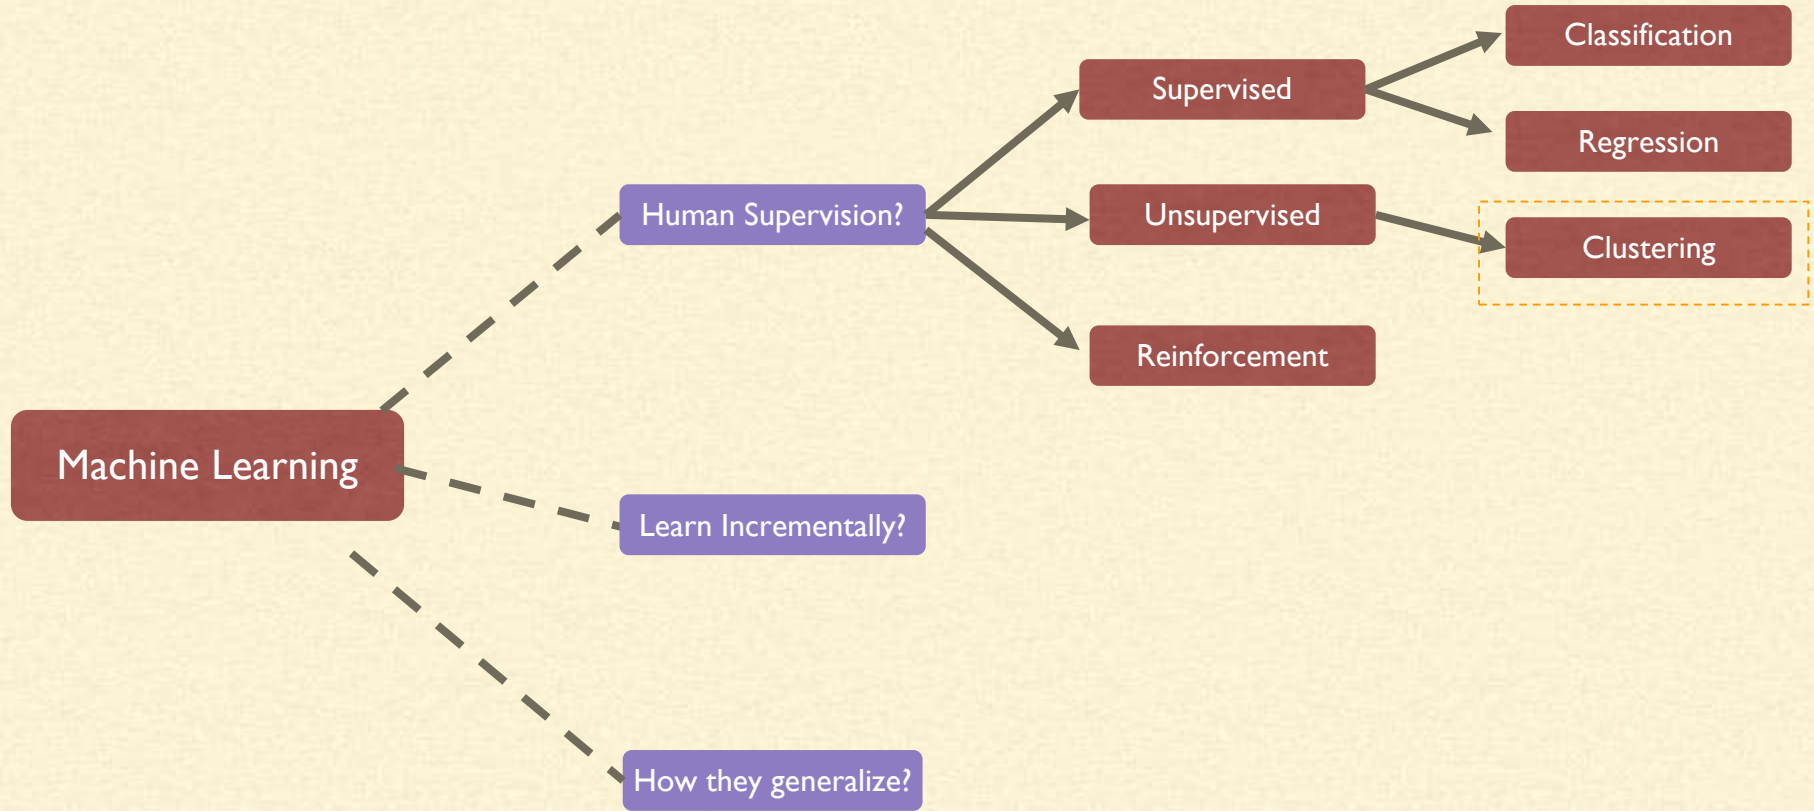 Classification
Supervised
Regression
Human Supervision?
Unsupervised
Clustering
Reinforcement
Machine Learning
Learn Incrementally?
How they generalize?